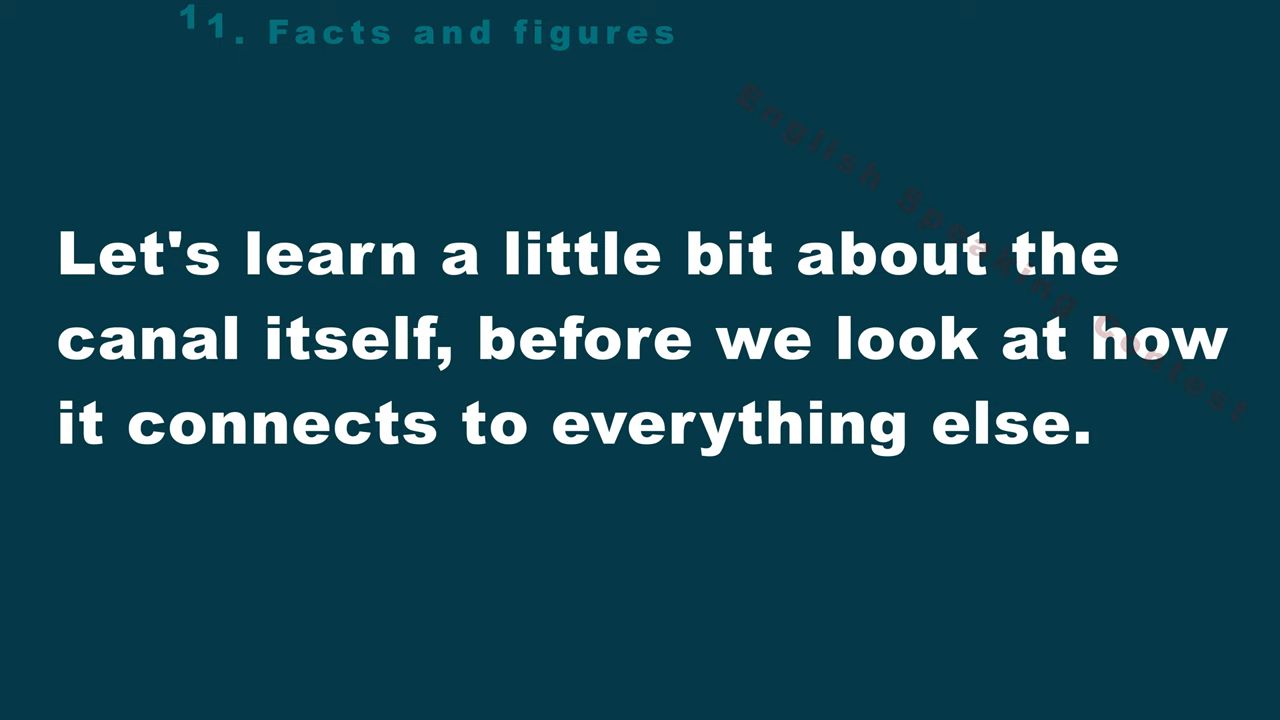 11. Facts and figures
English Speaking Contest
Let's learn a little bit about the
canal itself, before we look at how
it connects to everything else.